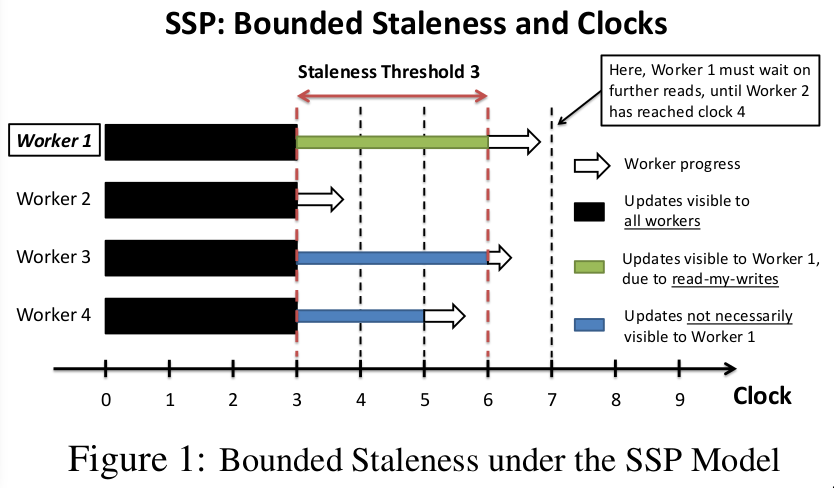 SSP: Bounded Staleness and Clocks
Staleness Threshold 3
Here, Worker 1 must wait on
further reads, until Worker 2
has reached clock 4
Worker 1
Worker 2
Worker 3
Worker 4
Worker progress
Updates visible to
all workers
Updates visible to Worker 1,
due to read-my-writes
Updates not necessarily
visible to Worker 1
0 1 2 3 4 5 6 7 8 9
Clock
Figure 1: Bounded Staleness under the SSP Model